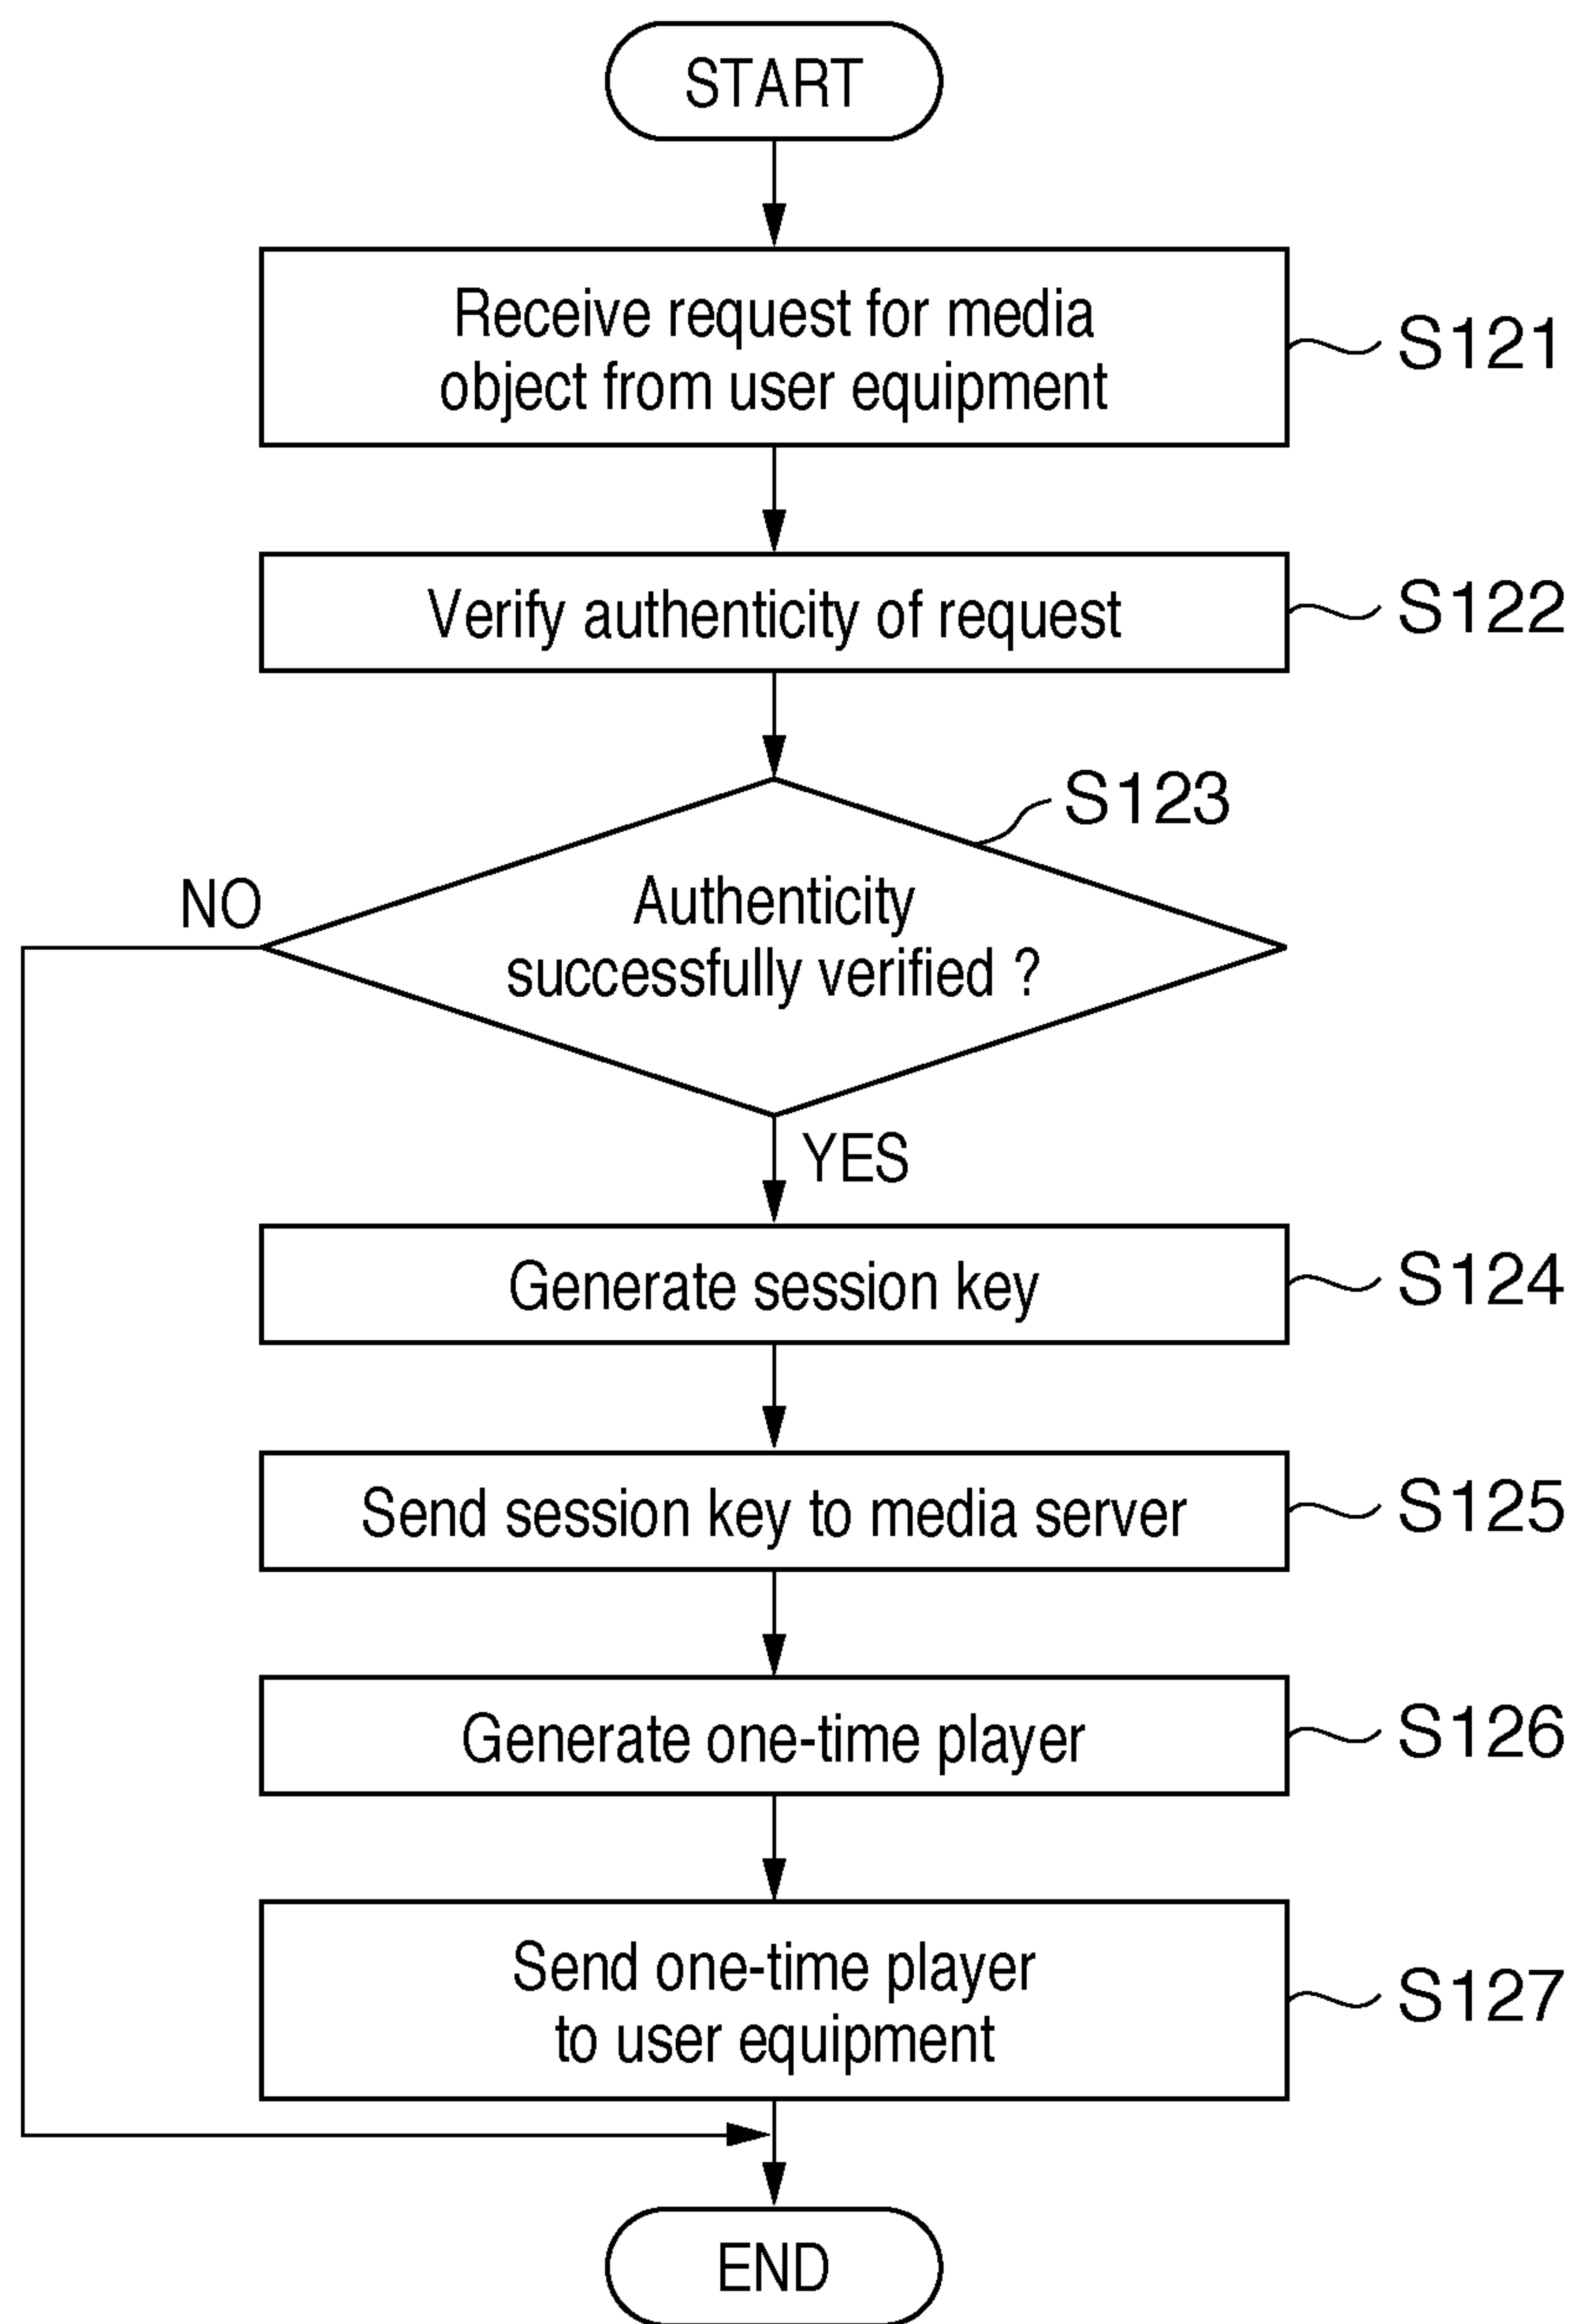 START
Receive request for media
object from user equipment
S121
Verify authenticity of request
S122
S123
NO
Authenticity
successfully verified ?
YES
Generate session key
S124
Send session key to media server
S125
Generate one-time player
S126
Send one-time player
to user equipment
S127
END